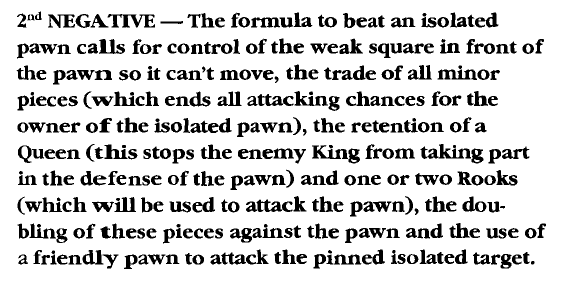 2nd NEGATIVE — The formula to beat an isolated
pawn calls for control of the weak square in front of
the pawn so it can't move, the trade of all minor
pieces (which ends all attacking chances for the
owner of the isolated pawn), the retention of a
Queen (this stops the enemy King from taking part
in the defense of the pawn) and one or two Rooks
(which will be used to attack the pawn), the dou-
bling of these pieces against the pawn and the use of
a friendly pawn to attack the pinned isolated target.